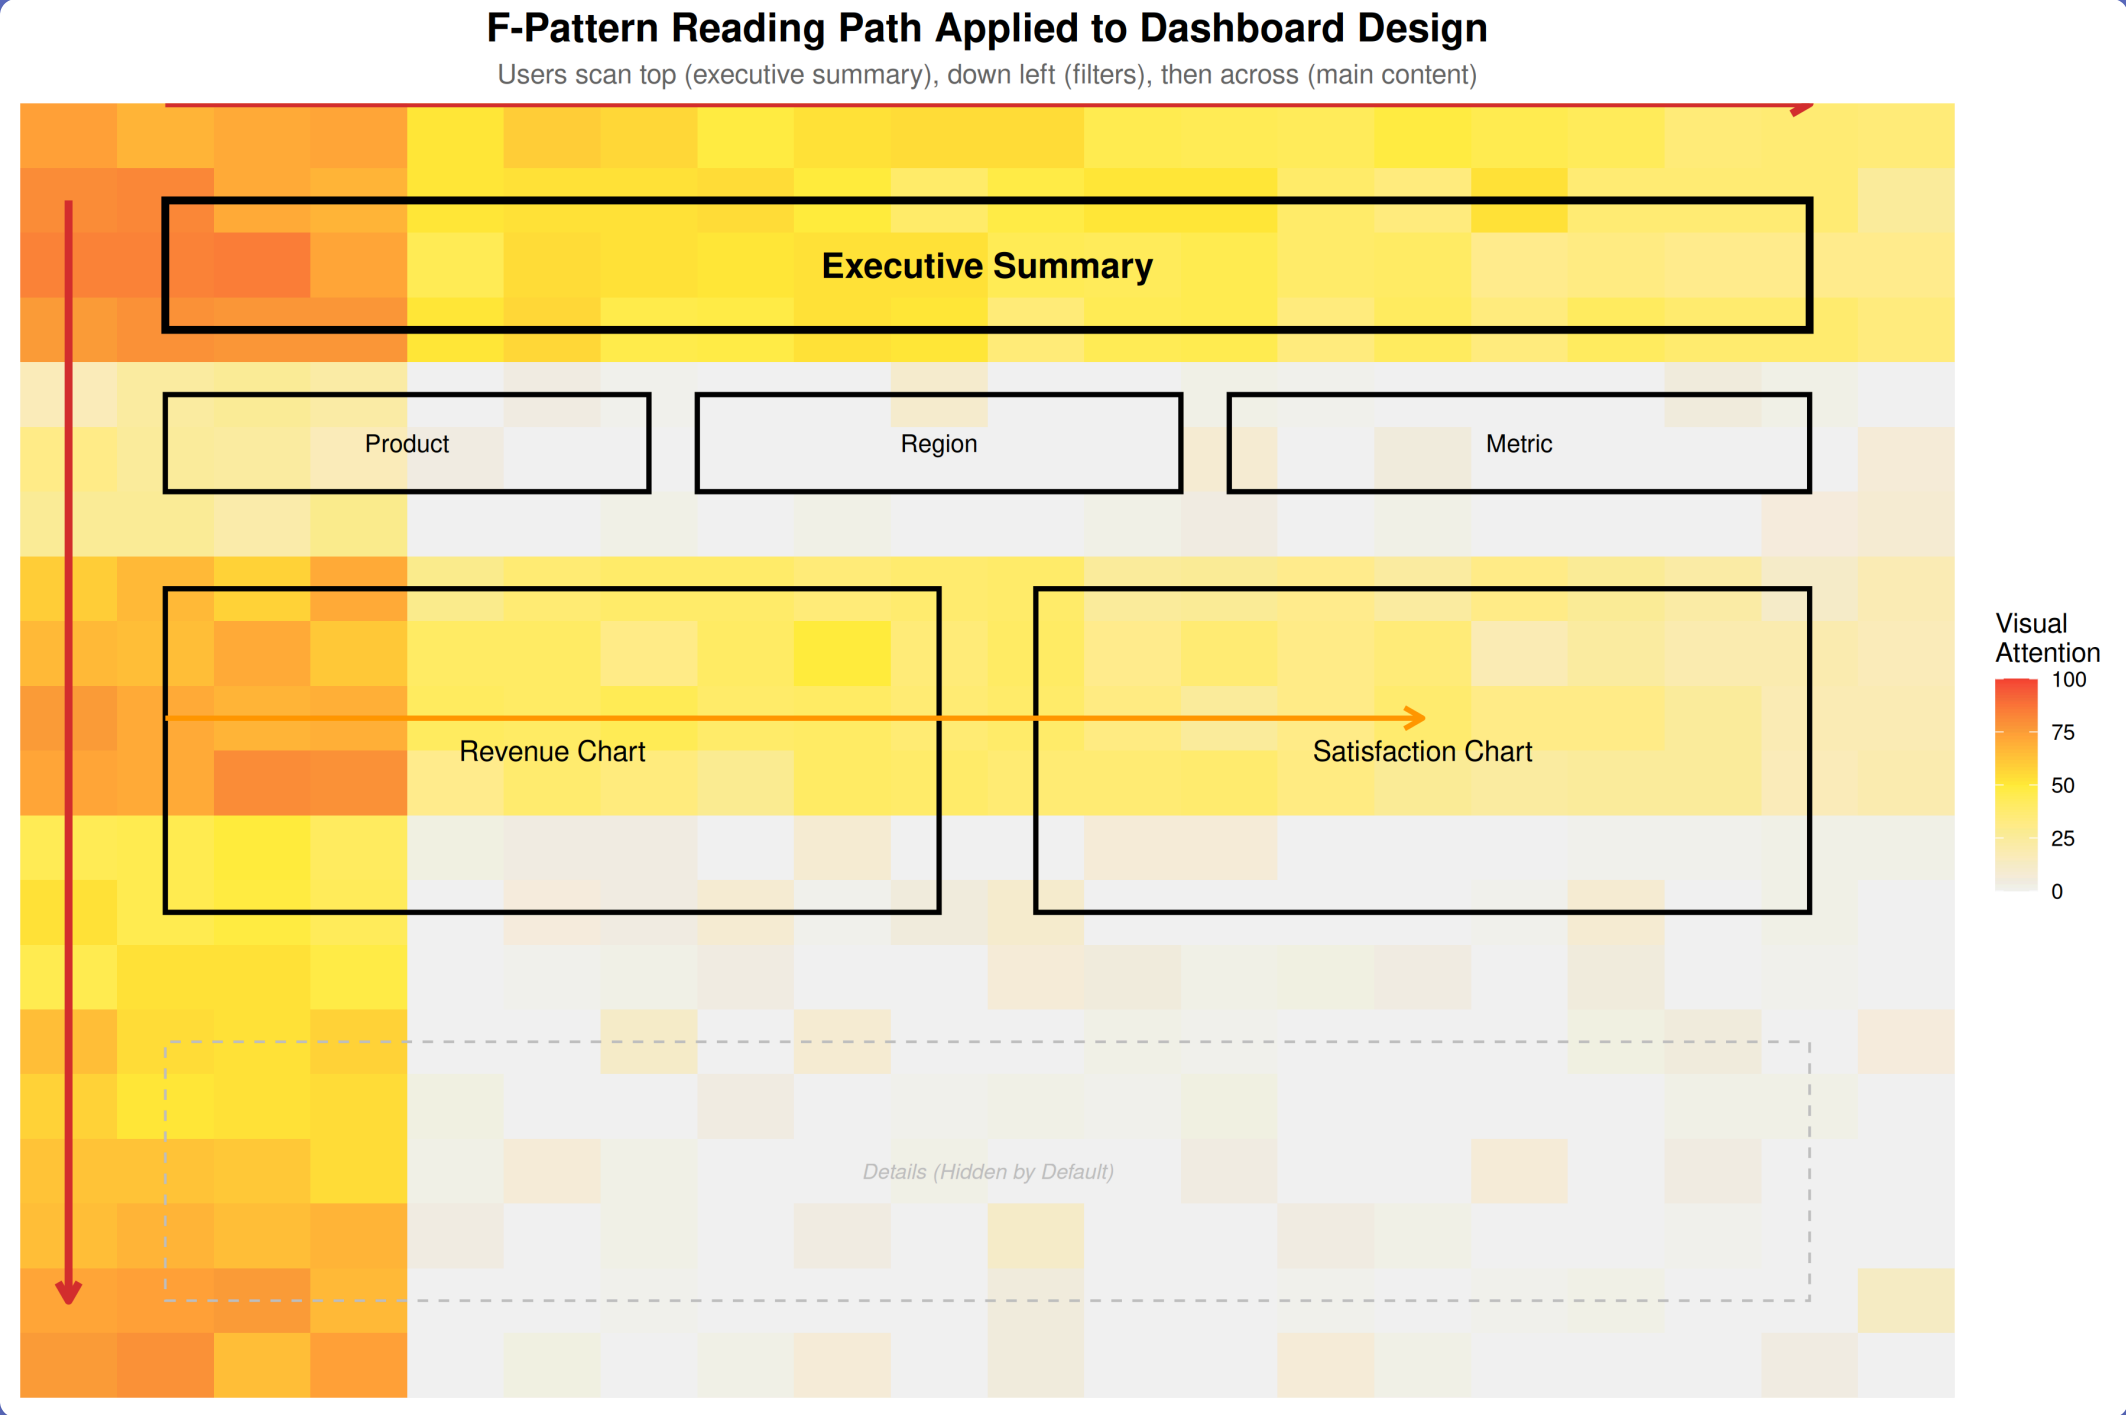 F-Pattern Reading Path Applied to Dashboard Design
Users scan top (executive summary), down left (filters), then across (main content)
Executive Summary
Product
Region
Metric
Revenue Chart
Satisfaction Chart
Details (Hidden by Default)
Visual
Attention
100
75
50
25
0